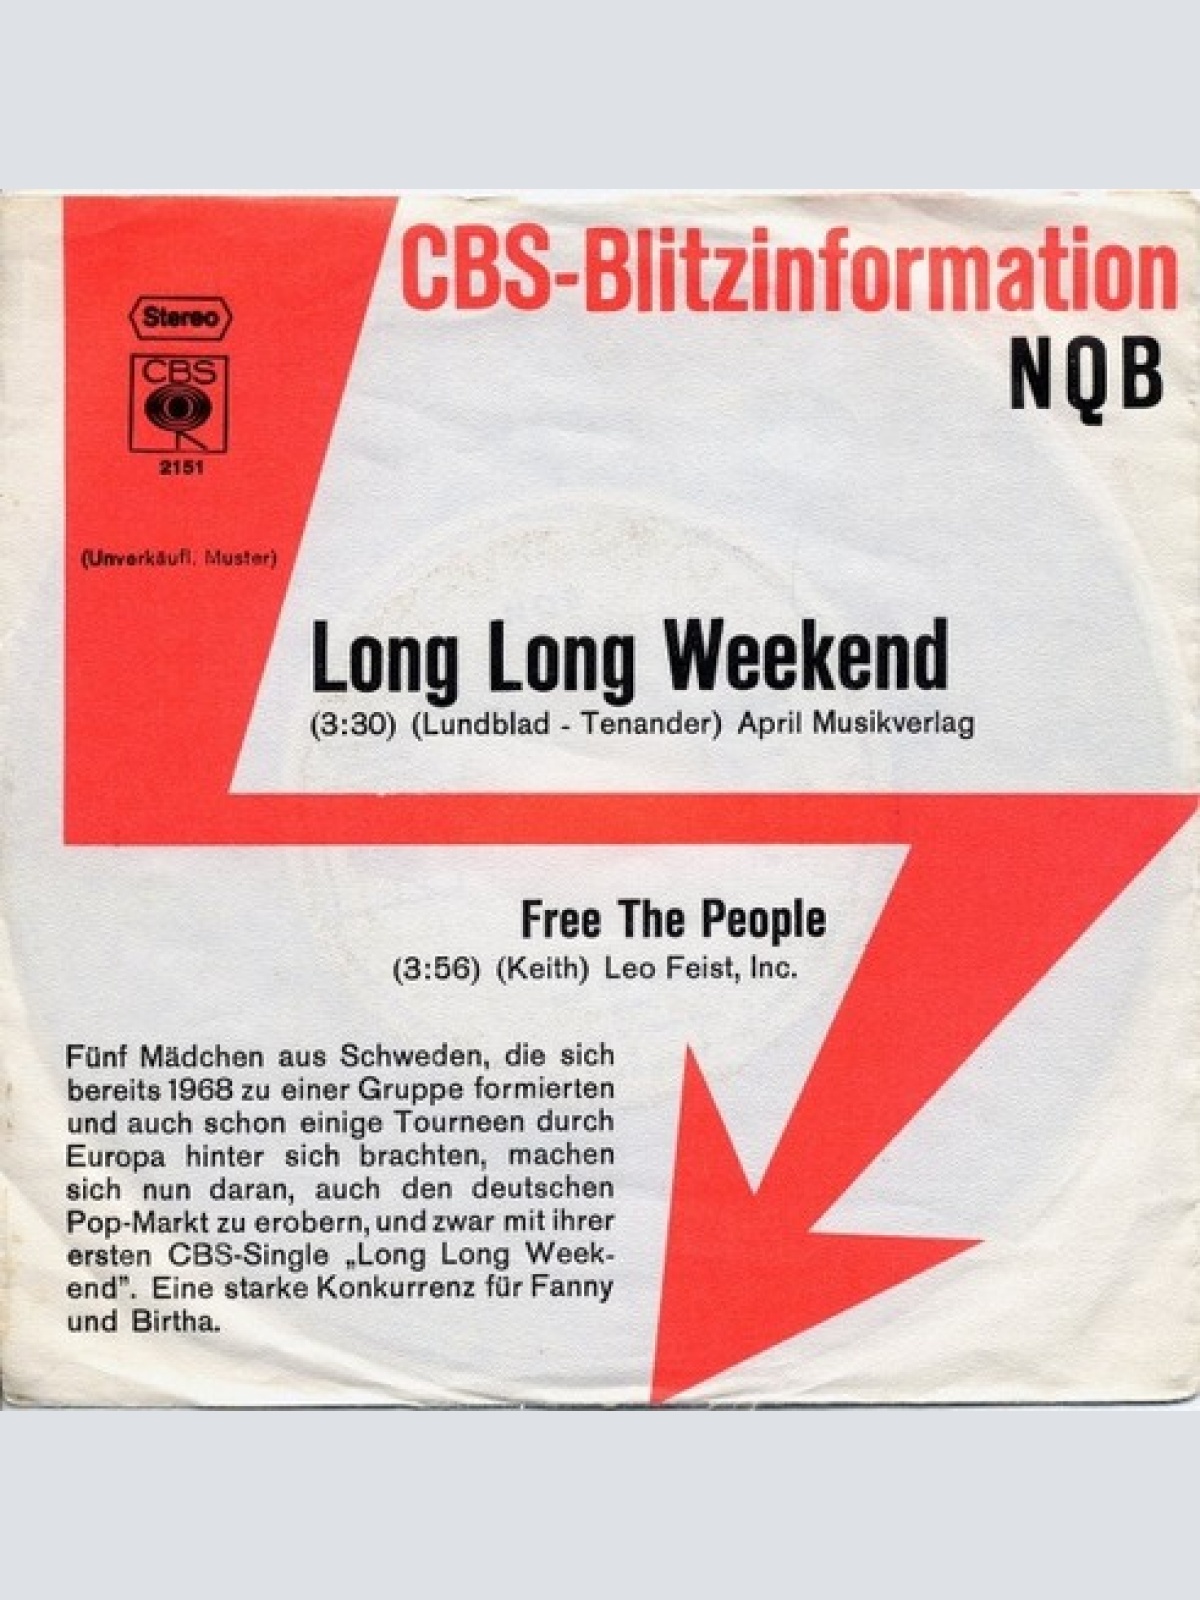 CBS-Blitzinformation
NQB
Stereo
CBS
2151
(Unverkäufl. Muster)
Long Long Weekend
(3:30) (Lundblad - Tenander) April Musikverlag
Free The People
(3:56) (Keith) Leo Feist, Inc.
Fünf Mädchen aus Schweden, die sich
bereits 1968 zu einer Gruppe formierten
und auch schon einige Tourneen durch
Europa hinter sich brachten, machen
sich nun daran, auch den deutschen
Pop-Markt zu erobern, und zwar mit ihrer
ersten CBS-Single „Long Long Week-
end”. Eine starke Konkurrenz für Fanny
und Birtha.